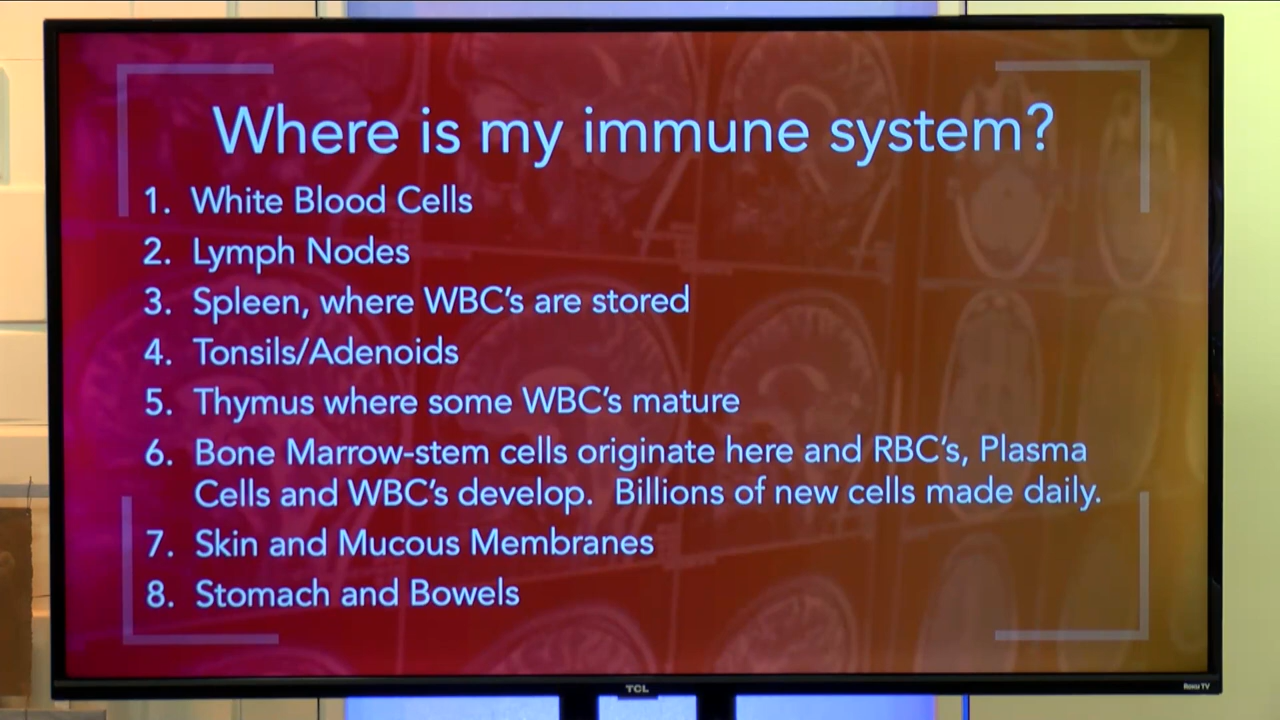 Where is my immune system?
1. White Blood Cells
2. Lymph Nodes
3. Spleen, where WBC's are stored
4. Tonsils/Adenoids
5. Thymus where some WBC's mature
6. Bone Marrow-stem cells originate here and RBC's, Plasma
Cells and WBC's develop. Billions of new cells made daily.
7. Skin and Mucous Membranes
8. Stomach and Bowels
TCL
Roku TV